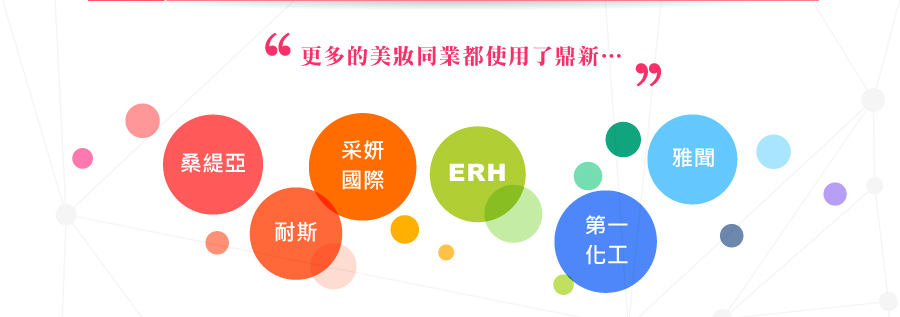 “更多的美妝同業都使用了鼎新…”
桑緹亞
采妍
國際
耐斯
ERH
第一
化工
雅聞